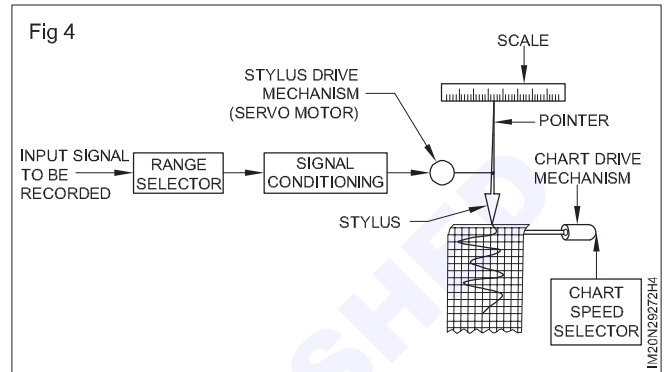 Fig 4
SCALE
STYLUS DRIVE
MECHANISM
(SERVO MOTOR)
POINTER
INPUT SIGNAL
TO BE
RECORDED
RANGE
SELECTOR
SIGNAL
CONDITIONING
CHART DRIVE
MECHANISM
STYLUS
CHART
SPEED
SELECTOR
IM20N29272H4
SHED